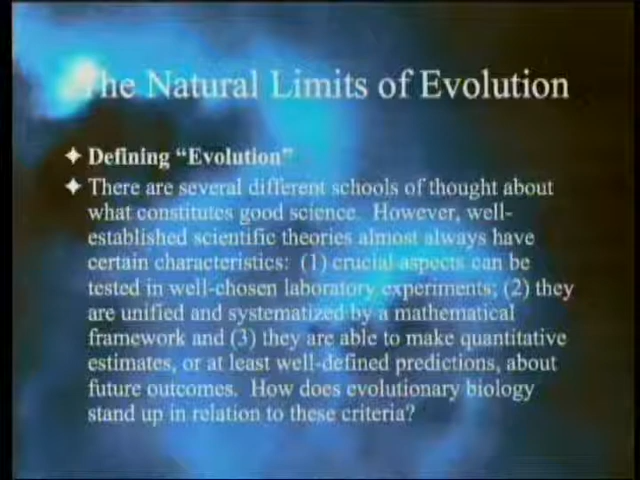 The Natural Limits of Evolution
Defining “Evolution”
There are several different schools of thought about
what constitutes good science. However, well-
established scientific theories almost always have
certain characteristics: (1) crucial aspects can be
tested in well-chosen laboratory experiments; (2) they
are unified and systematized by a mathematical
framework and (3) they are able to make quantitative
estimates, or at least well-defined predictions, about
future outcomes. How does evolutionary biology
stand up in relation to these criteria?